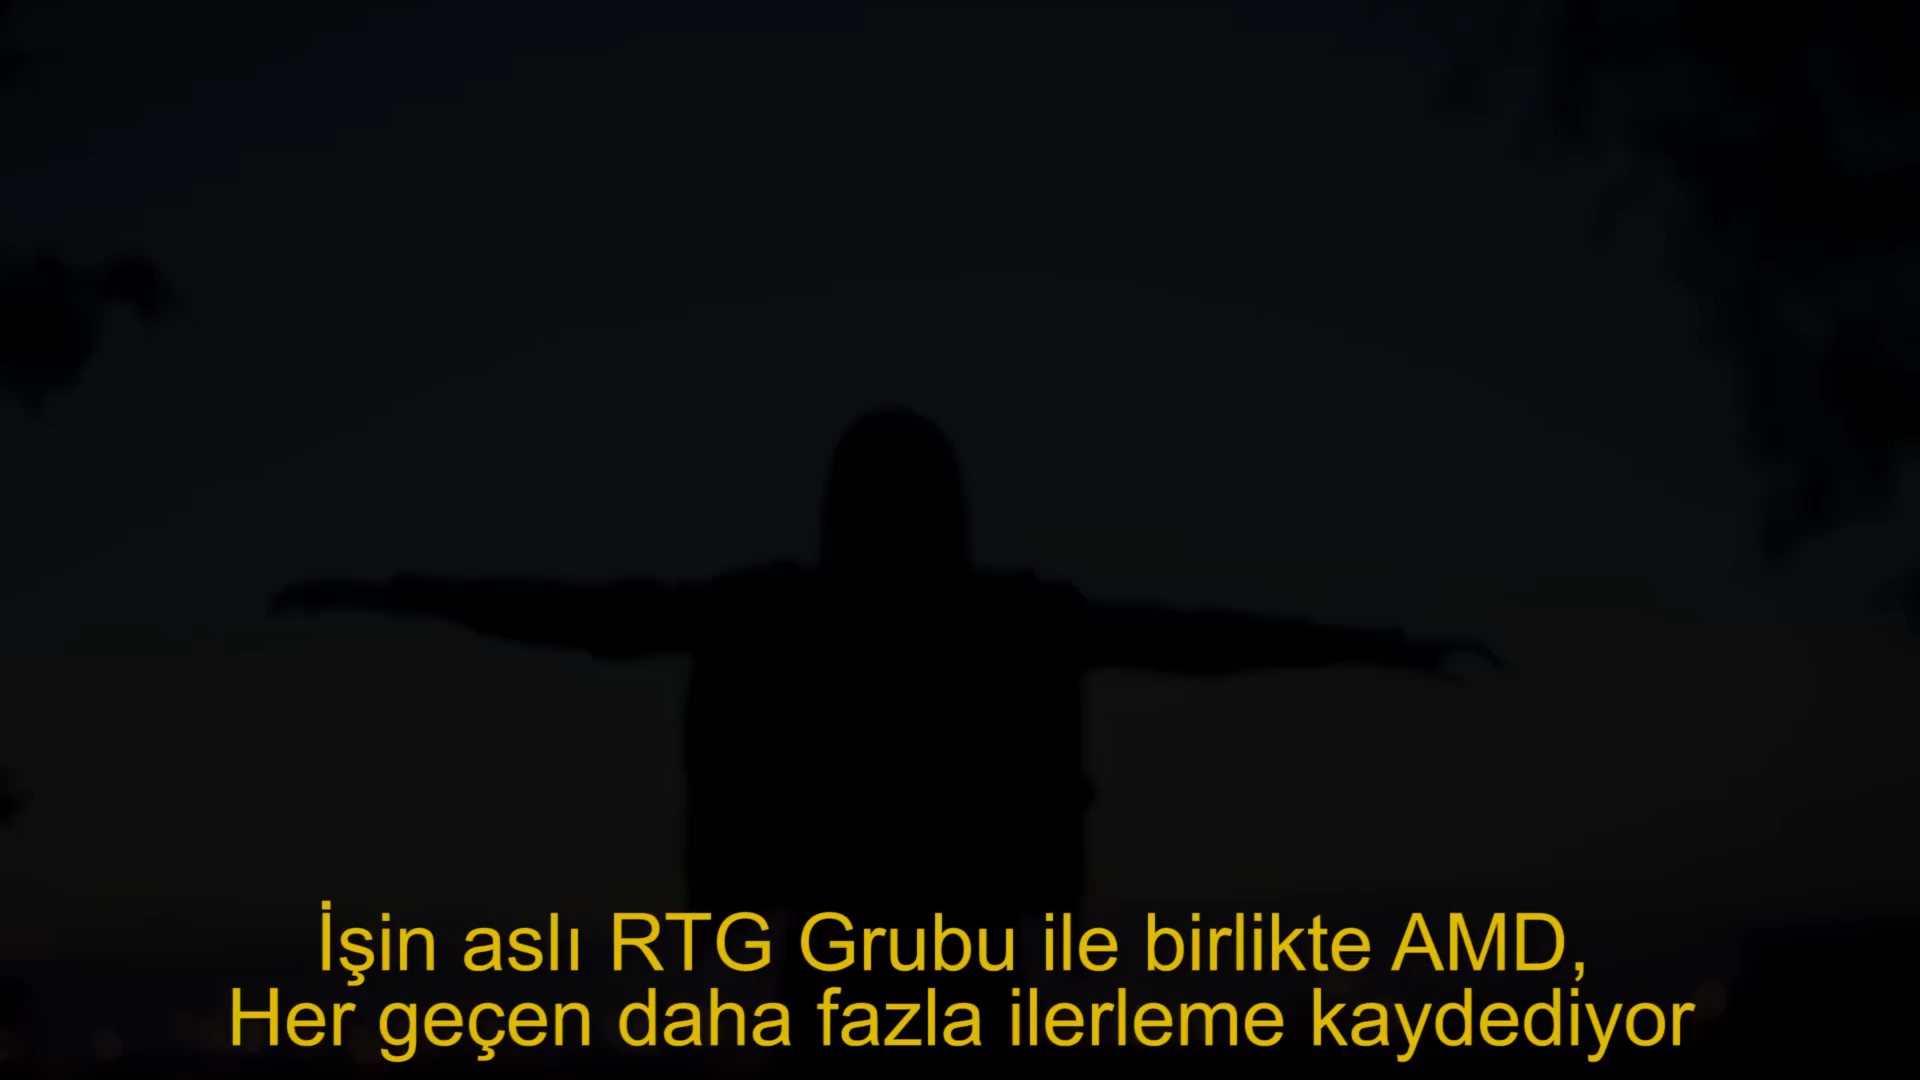 İşin aslı RTG Grubu ile birlikte AMD,
Her geçen daha fazla ilerleme kaydediyor